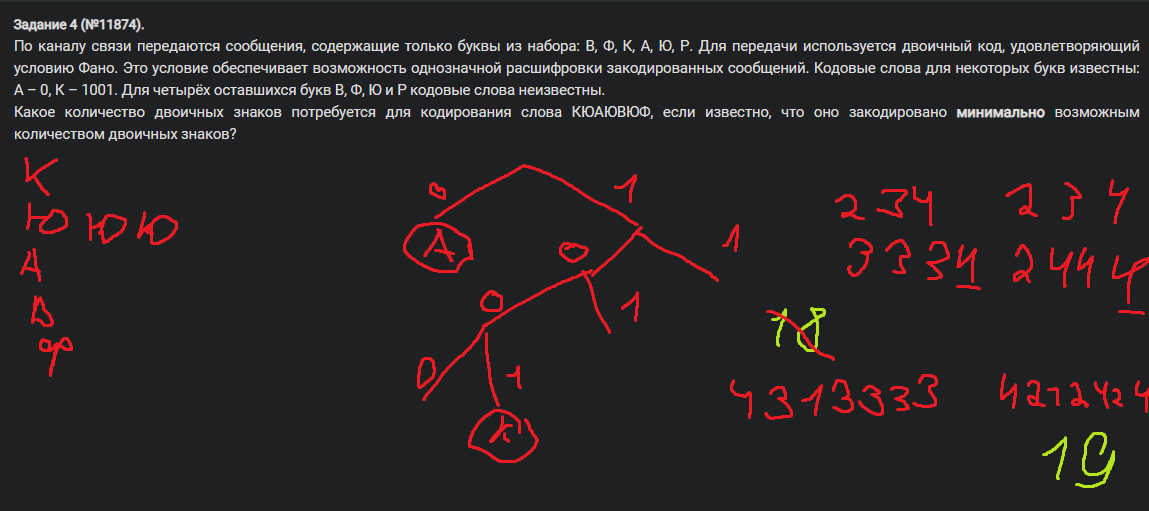 Задание 4 (№11874).
По каналу связи передаются сообщения, содержащие только буквы из набора: В, Ф, К, А, Ю, Р. Для передачи используется двоичный код, удовлетворяющий
условию Фано. Это условие обеспечивает возможность однозначной расшифровки закодированных сообщений. Кодовые слова для некоторых букв известны:
А – 0, К – 1001. Для четырёх оставшихся букв В, Ф, Ю и Р кодовые слова неизвестны.
Какое количество двоичных знаков потребуется для кодирования слова КЮАЮВЮФ, если известно, что оно закодировано минимально возможным
количеством двоичных знаков?
К
Ю Ю Ю
А
В
Ф
0 1
А 0 1
0 1
0 1
К
2 3 4 2 3 4
3 3 3 4 2 4 4 4
18
4 3 1 3 3 3 3 4 2 1 2 4 2 4
19